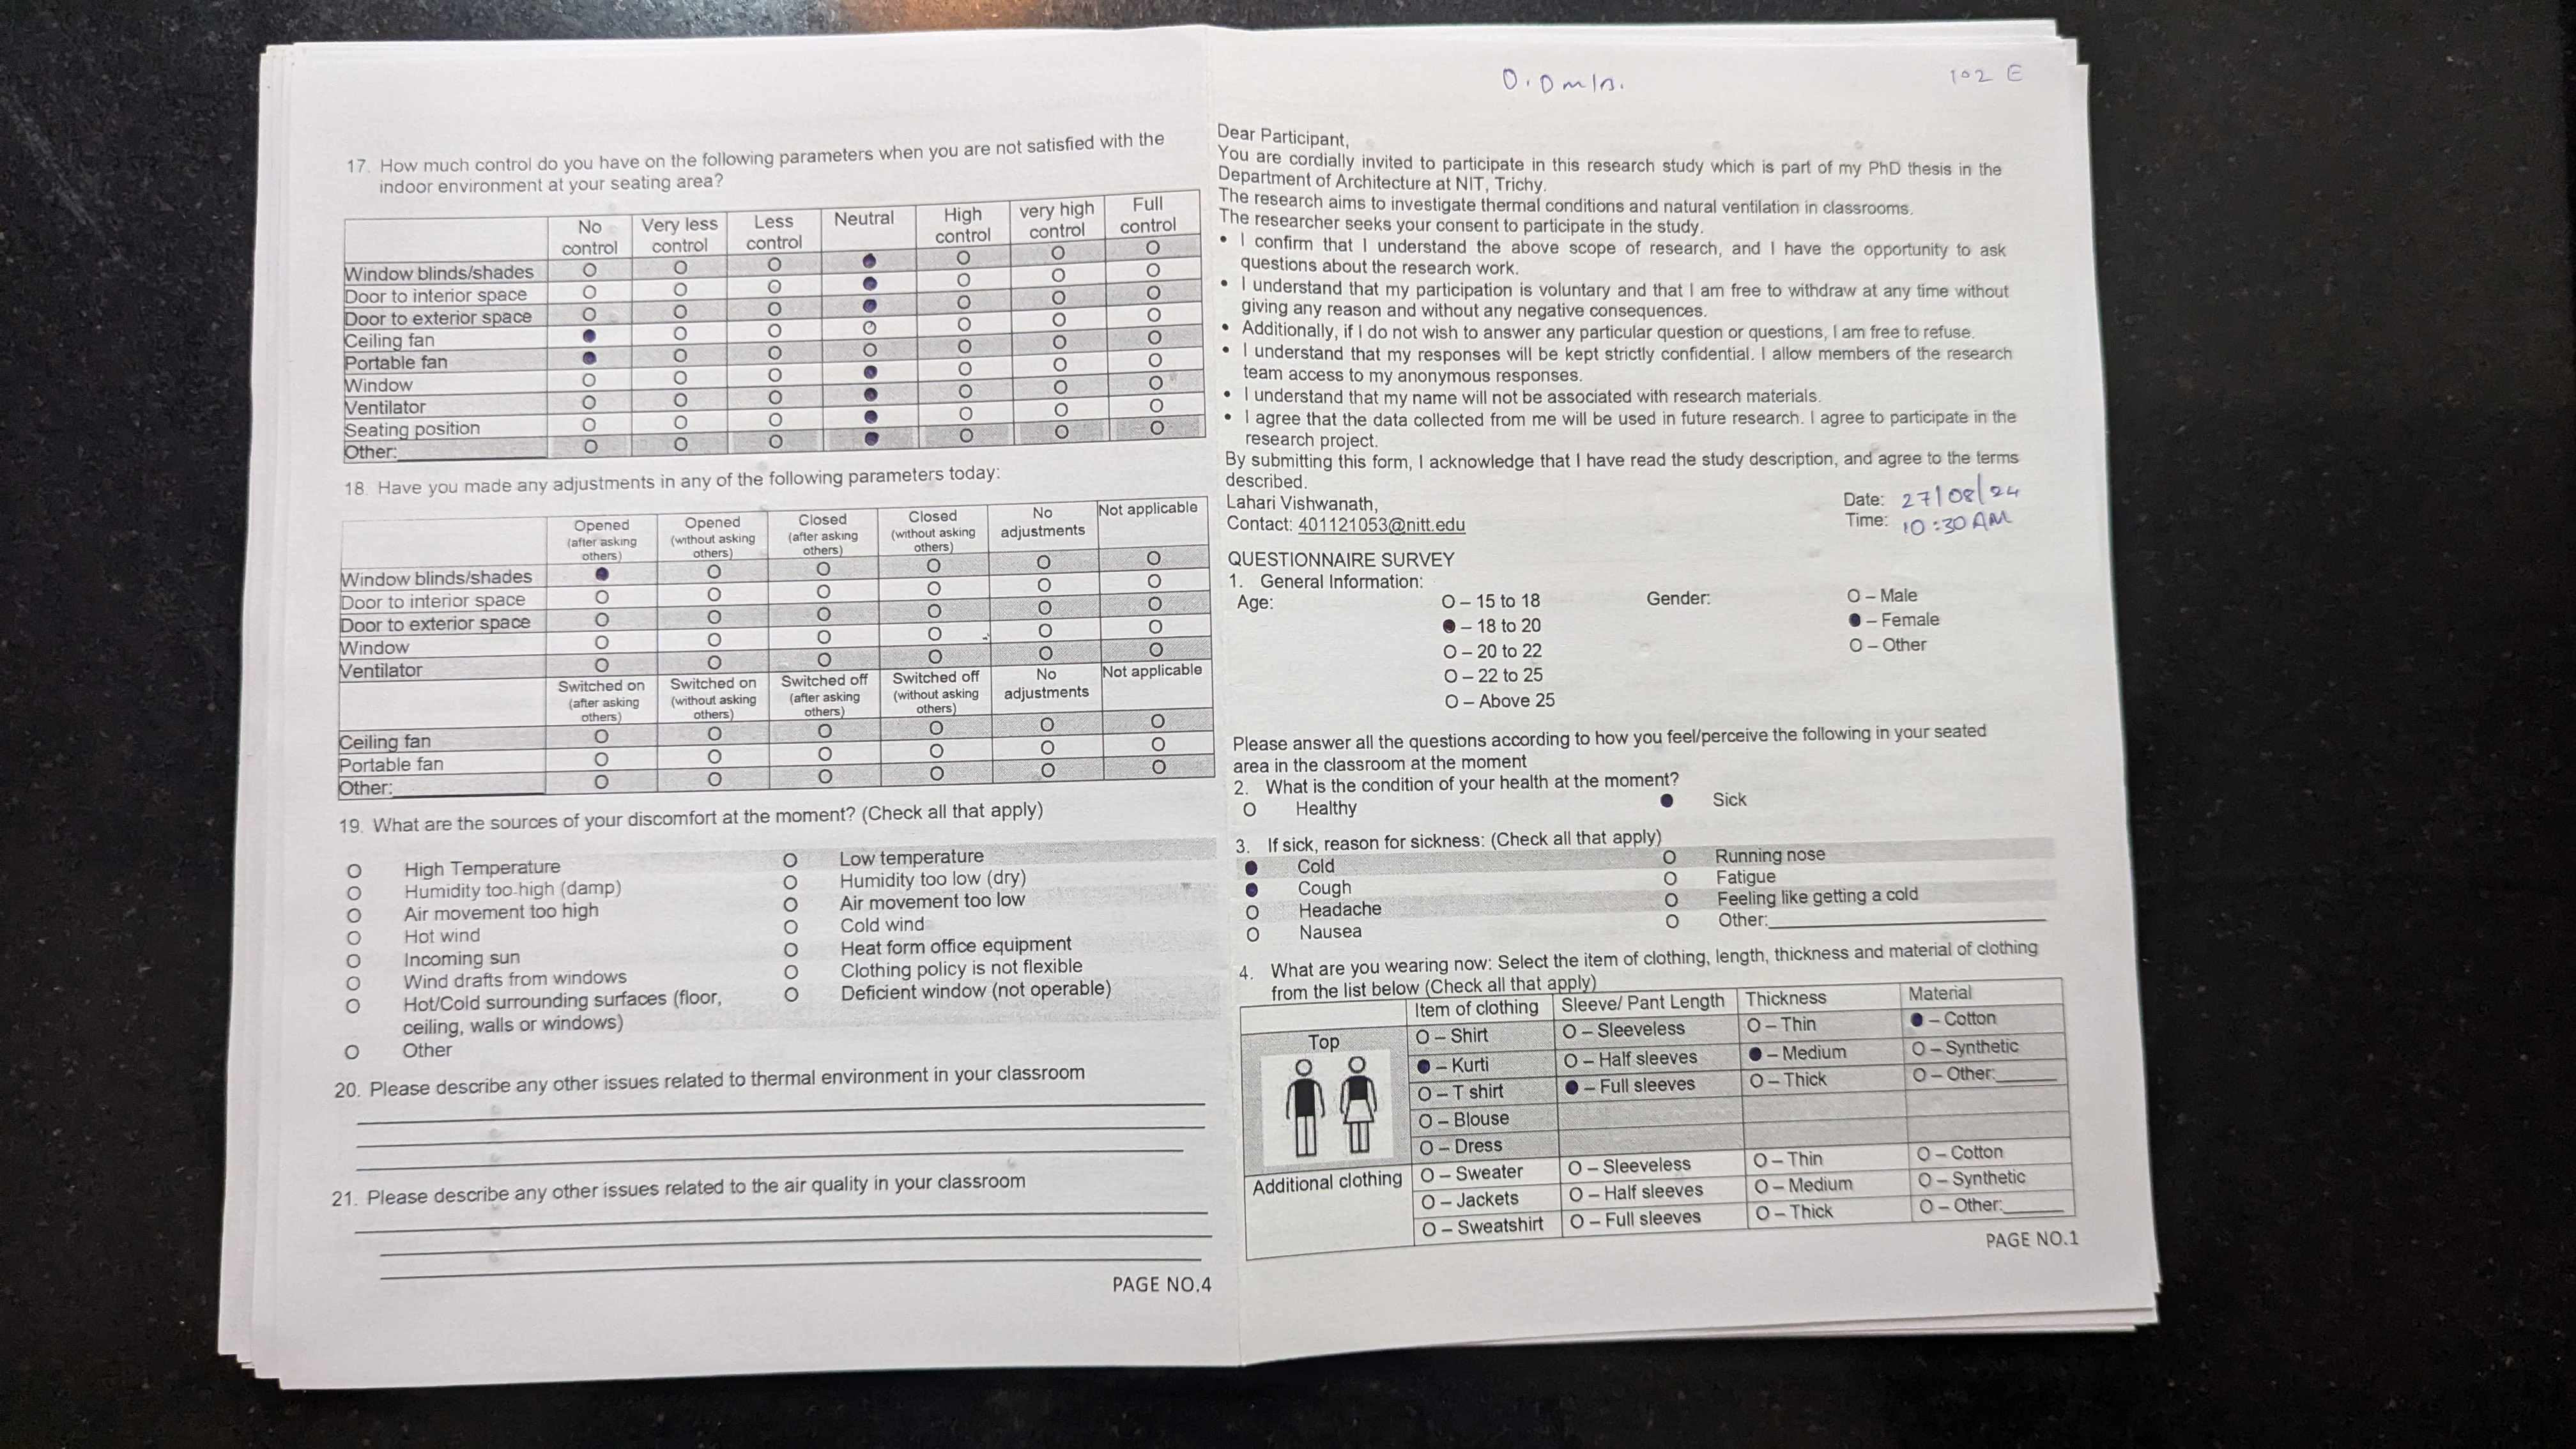 17. How much control do you have on the following parameters when you are not satisfied with the
indoor environment at your seating area?
No control Very less control Less control Neutral High control very high control Full control
Window blinds/shades O O O ● O O O
Door to interior space O O O ● O O O
Door to exterior space O O O ● O O O
Ceiling fan ● O O O O O O
Portable fan ● O O O O O O
Window O O O ● O O O
Ventilator O O O ● O O O
Seating position O O O ● O O O
Other:__________ O O O ● O O O
18. Have you made any adjustments in any of the following parameters today:
Opened (after asking others) Opened (without asking others) Closed (after asking others) Closed (without asking others) No adjustments Not applicable
Window blinds/shades ● O O O O O
Door to interior space O O O O O O
Door to exterior space O O O O O O
Window O O O O O O
Ventilator O O O O O O
Switched on (after asking others) Switched on (without asking others) Switched off (after asking others) Switched off (without asking others) No adjustments Not applicable
Ceiling fan O O O O O O
Portable fan O O O O O O
Other:__________ O O O O O O
19. What are the sources of your discomfort at the moment? (Check all that apply)
O High Temperature O Low temperature
O Humidity too high (damp) O Humidity too low (dry)
O Air movement too high O Air movement too low
O Hot wind O Cold wind
O Incoming sun O Heat form office equipment
O Wind drafts from windows O Clothing policy is not flexible
O Hot/Cold surrounding surfaces (floor, O Deficient window (not operable)
ceiling, walls or windows)
O Other
20. Please describe any other issues related to thermal environment in your classroom
21. Please describe any other issues related to the air quality in your classroom
PAGE NO.4
0.0 m/s. 102 E
Dear Participant,
You are cordially invited to participate in this research study which is part of my PhD thesis in the
Department of Architecture at NIT, Trichy.
The research aims to investigate thermal conditions and natural ventilation in classrooms.
The researcher seeks your consent to participate in the study.
• I confirm that I understand the above scope of research, and I have the opportunity to ask
questions about the research work.
• I understand that my participation is voluntary and that I am free to withdraw at any time without
giving any reason and without any negative consequences.
• Additionally, if I do not wish to answer any particular question or questions, I am free to refuse.
• I understand that my responses will be kept strictly confidential. I allow members of the research
team access to my anonymous responses.
• I understand that my name will not be associated with research materials.
• I agree that the data collected from me will be used in future research. I agree to participate in the
research project.
By submitting this form, I acknowledge that I have read the study description, and agree to the terms
described.
Lahari Vishwanath, Date: 27/08/24
Contact: 401121053@nitt.edu Time: 10:30 AM
QUESTIONNAIRE SURVEY
1. General Information:
Age: O – 15 to 18 Gender: O – Male
● – 18 to 20 ● – Female
O – 20 to 22 O – Other
O – 22 to 25
O – Above 25
Please answer all the questions according to how you feel/perceive the following in your seated
area in the classroom at the moment
2. What is the condition of your health at the moment?
O Healthy ● Sick
3. If sick, reason for sickness: (Check all that apply)
● Cold O Running nose
● Cough O Fatigue
O Headache O Feeling like getting a cold
O Nausea O Other:__________
4. What are you wearing now: Select the item of clothing, length, thickness and material of clothing
from the list below (Check all that apply)
Item of clothing Sleeve/ Pant Length Thickness Material
Top O – Shirt O – Sleeveless O – Thin ● – Cotton
● – Kurti O – Half sleeves ● – Medium O – Synthetic
O – T shirt ● – Full sleeves O – Thick O – Other:______
O – Blouse
O – Dress
Additional clothing O – Sweater O – Sleeveless O – Thin O – Cotton
O – Jackets O – Half sleeves O – Medium O – Synthetic
O – Sweatshirt O – Full sleeves O – Thick O – Other:______
PAGE NO.1